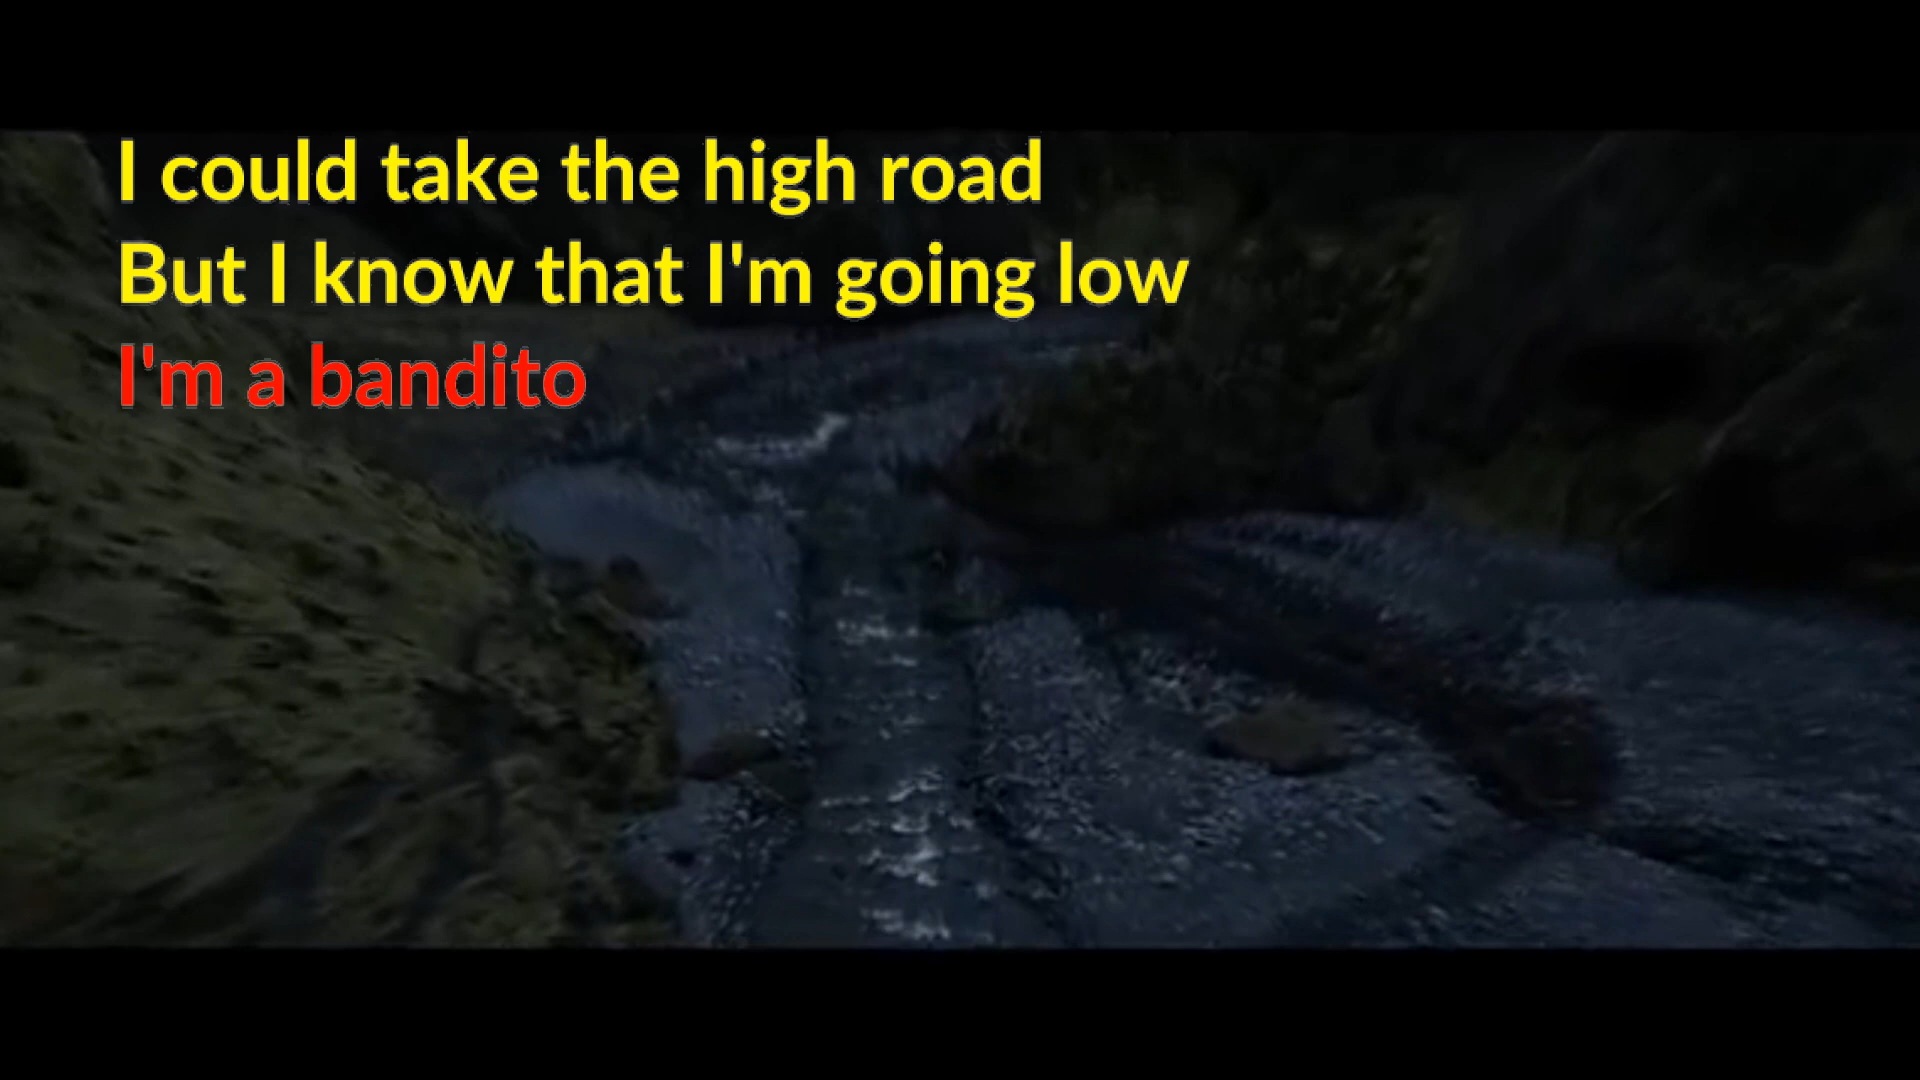 I could take the high road
But I know that I'm going low
I'm a bandito